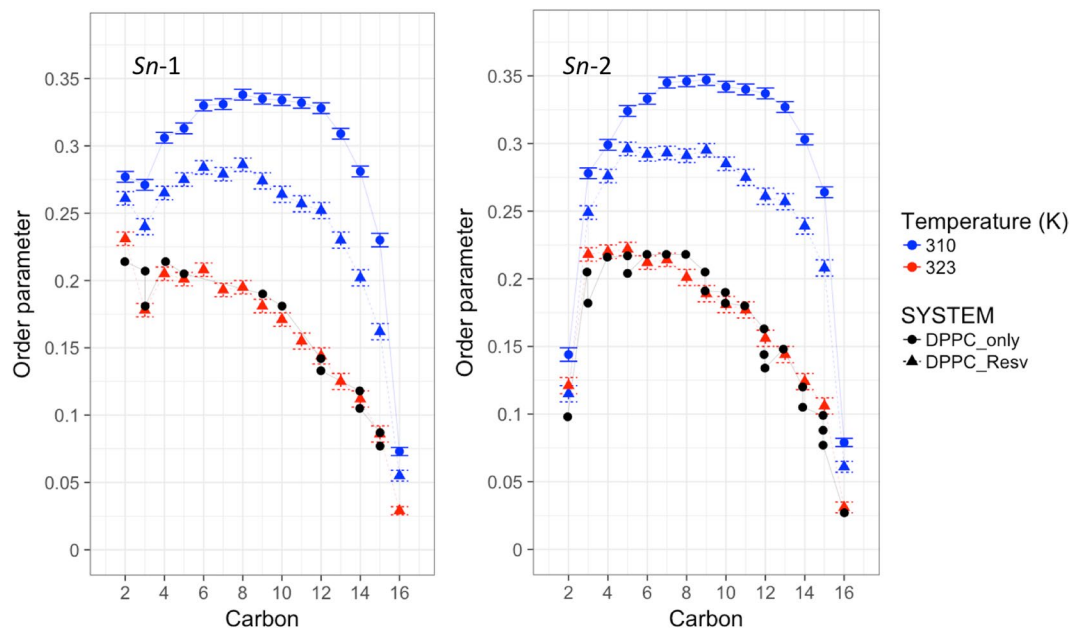 Sn-1
Order parameter
0.35
0.3
0.25
0.2
0.15
0.1
0.05
0
2 4 6 8 10 12 14 16
Carbon
Sn-2
Order parameter
0.35
0.3
0.25
0.2
0.15
0.1
0.05
0
2 4 6 8 10 12 14 16
Carbon
Temperature (K)
310
323
SYSTEM
DPPC_only
DPPC_Resv